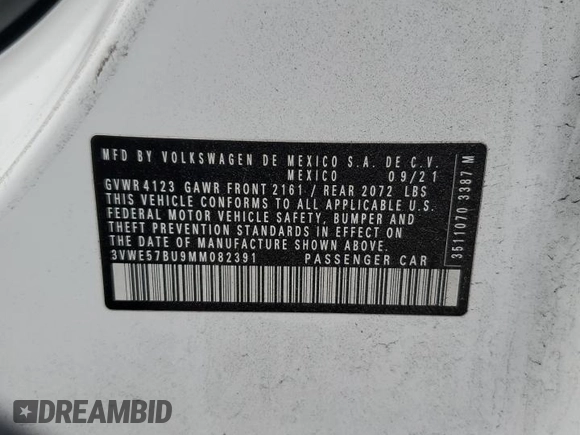 MFD BY VOLKSWAGEN DE MEXICO S.A. DE C.V.
MEXICO 09/21
GVWR 4123 GAWR FRONT 2161 / REAR 2072 LBS
THIS VEHICLE CONFORMS TO ALL APPLICABLE U.S.
FEDERAL MOTOR VEHICLE SAFETY, BUMPER AND
THEFT PREVENTION STANDARDS IN EFFECT ON
THE DATE OF MANUFACTURE SHOWN ABOVE.
3VWE57BU9MM082391 PASSENGER CAR
3511070 3387 M
DREAMBID